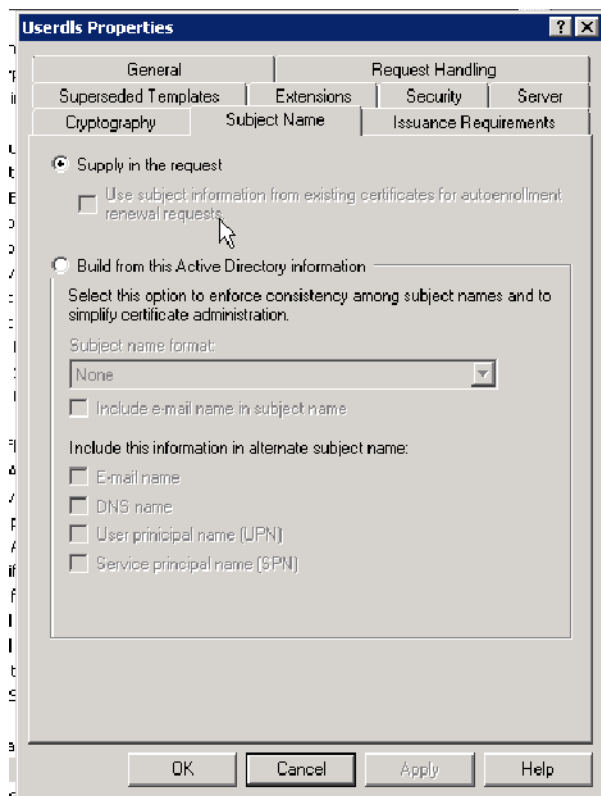 Userdls Properties
General
Request Handling
Superseded Templates
Extensions
Security
Server
Cryptography
Subject Name
Issuance Requirements
Supply in the request
Use subject information from existing certificates for autoenrollment
renewal requests
Build from this Active Directory information
Select this option to enforce consistency among subject names and to
simplify certificate administration.
Subject name format:
None
Include e-mail name in subject name
Include this information in alternate subject name:
E-mail name
DNS name
User prinicipal name (UPN)
Service principal name (SPN)
OK
Cancel
Apply
Help